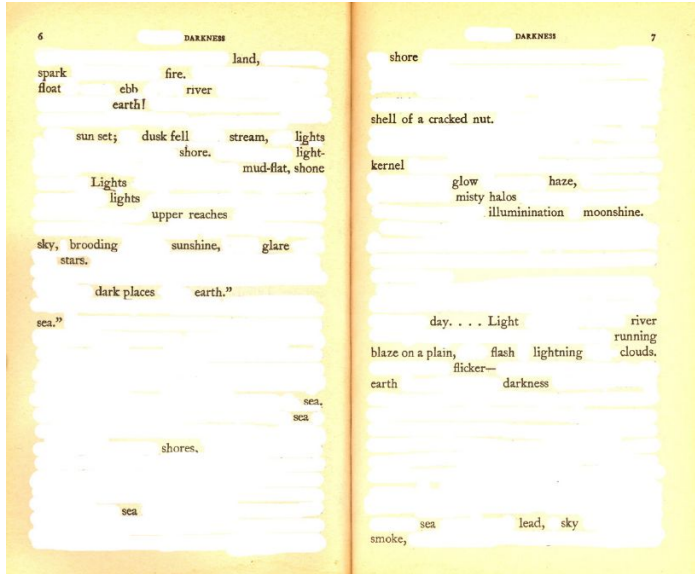 6 DARKNESS
land,
spark fire.
float ebb river
earth!
sun set; dusk fell stream, lights
shore. light-
mud-flat, shone
Lights
lights
upper reaches
sky, brooding sunshine, glare
stars.
dark places earth.”
sea.”
sea,
sea
shores,
sea
DARKNESS 7
shore
shell of a cracked nut.
kernel
glow haze,
misty halos
illuminination moonshine.
day. . . . Light river
running
blaze on a plain, flash lightning clouds.
flicker—
earth darkness
sea lead, sky
smoke,